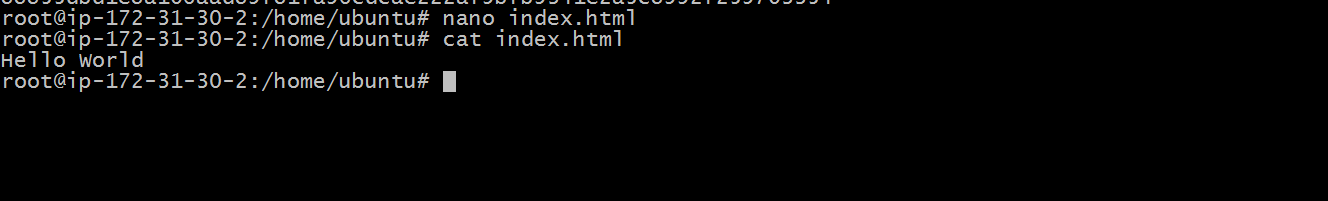 root@ip-172-31-30-2:/home/ubuntu# nano index.html
root@ip-172-31-30-2:/home/ubuntu# cat index.html
Hello World
root@ip-172-31-30-2:/home/ubuntu#